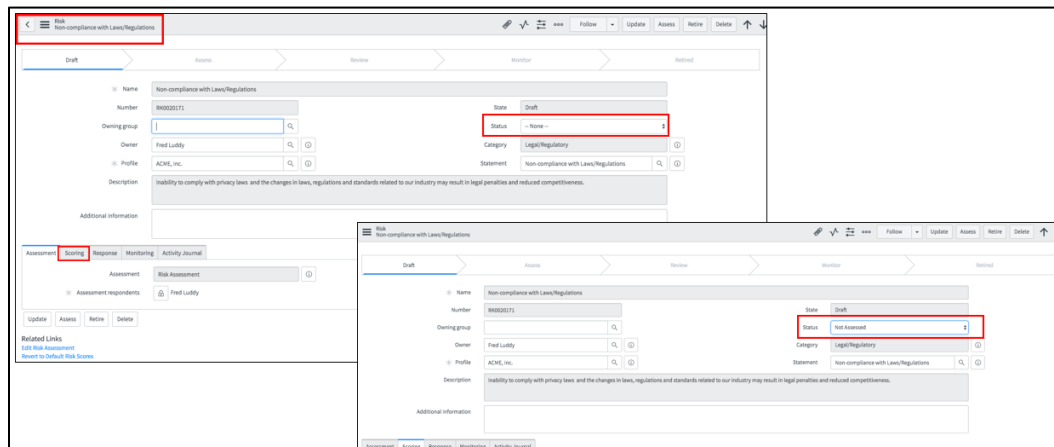 Risk
Non-compliance with Laws/Regulations
Follow Update Assess Retire Delete
Draft Assess Review Monitor Retired
Name Non-compliance with Laws/Regulations
Number RK0020171 State Draft
Owning group Status -- None --
Owner Fred Luddy Category Legal/Regulatory
Profile ACME, Inc. Statement Non-compliance with Laws/Regulations
Description Inability to comply with privacy laws and the changes in laws, regulations and standards related to our industry may result in legal penalties and reduced competitiveness.
Additional information
Assessment Scoring Response Monitoring Activity Journal
Assessment Risk Assessment
Assessment respondents Fred Luddy
Update Assess Retire Delete
Related Links
Edit Risk Assessment
Revert to Default Risk Scores
Risk
Non-compliance with Laws/Regulations
Follow Update Assess Retire Delete
Draft Assess Review Monitor Retired
Name Non-compliance with Laws/Regulations
Number RK0020171 State Draft
Owning group Status Not Assessed
Owner Fred Luddy Category Legal/Regulatory
Profile ACME, Inc. Statement Non-compliance with Laws/Regulations
Description Inability to comply with privacy laws and the changes in laws, regulations and standards related to our industry may result in legal penalties and reduced competitiveness.
Additional information
Assessment Scoring Response Monitoring Activity Journal